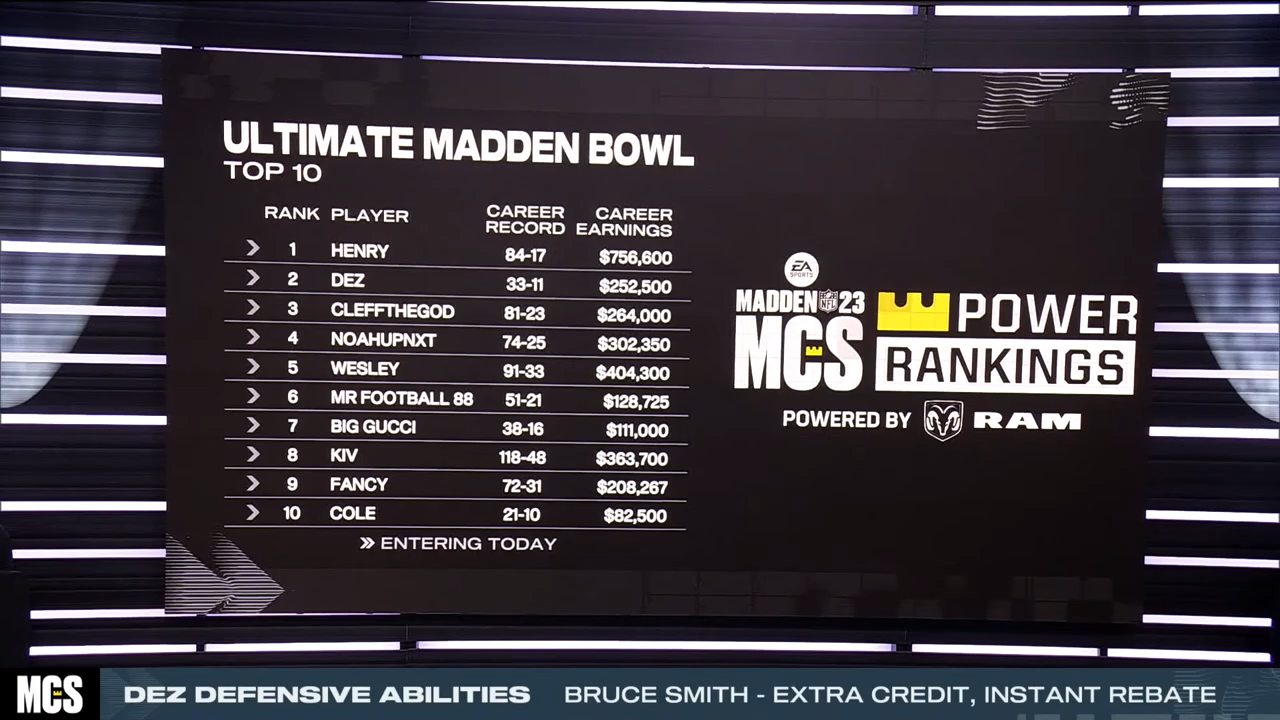 ULTIMATE MADDEN BOWL
TOP 10
RANK PLAYER CAREER RECORD CAREER EARNINGS
1 HENRY 84-17 $756,600
2 DEZ 33-11 $252,500
3 CLEFFTHEGOD 81-23 $264,000
4 NOAHUPNXT 74-25 $302,350
5 WESLEY 91-33 $404,300
6 MR FOOTBALL 88 51-21 $128,725
7 BIG GUCCI 38-16 $111,000
8 KIV 118-48 $363,700
9 FANCY 72-31 $208,267
10 COLE 21-10 $82,500
» ENTERING TODAY
EA
SPORTS
MADDEN NFL 23
MCS
POWER
RANKINGS
POWERED BY RAM
MCS DEZ DEFENSIVE ABILITIES BRUCE SMITH - EXTRA CREDIT, INSTANT REBATE